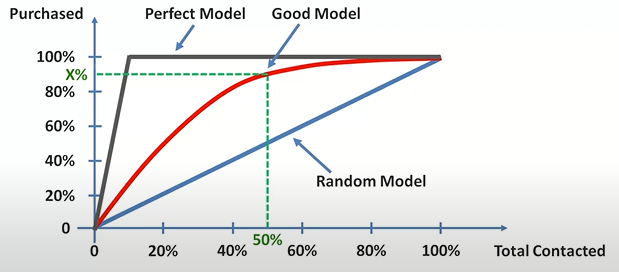 Purchased
Perfect Model
Good Model
100%
X%
80%
60%
40%
20%
0
Random Model
0
20%
40%
50%
60%
80%
100%
Total Contacted